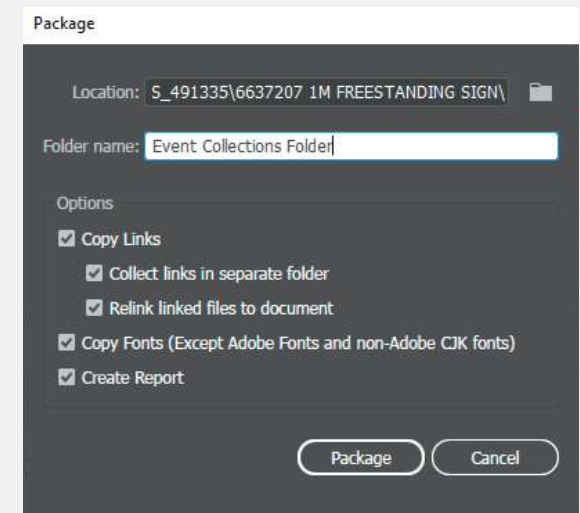 Package
Location: S_491335\6637207 1M FREESTANDING SIGN\
Folder name: Event Collections Folder
Options
Copy Links
Collect links in separate folder
Relink linked files to document
Copy Fonts (Except Adobe Fonts and non-Adobe CJK fonts)
Create Report
Package Cancel